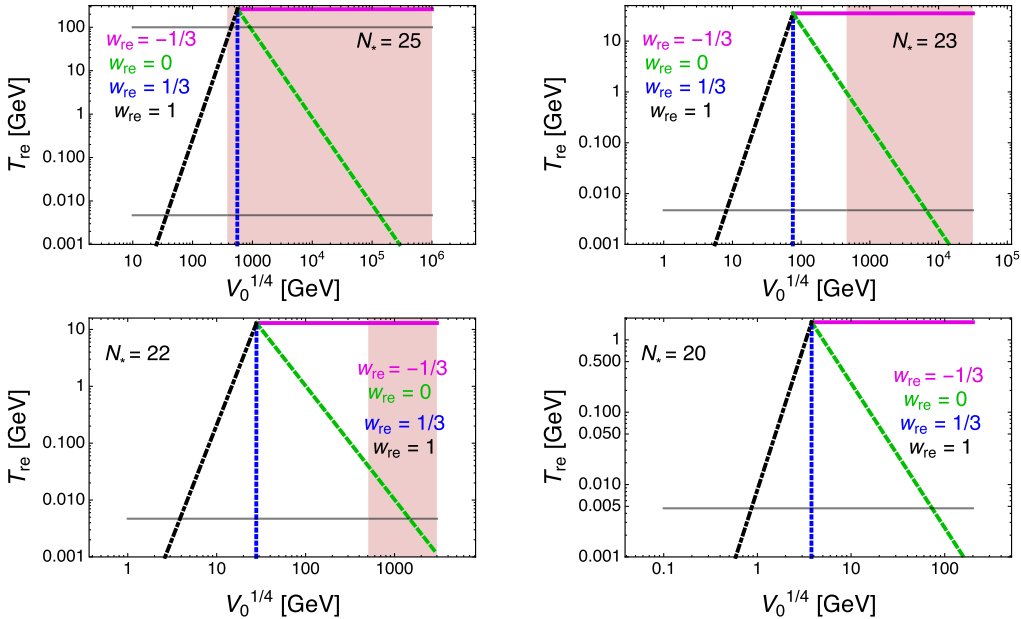 N* = 25
w_re = −1/3
w_re = 0
w_re = 1/3
w_re = 1
T_re [GeV]
100
10
1
0.100
0.010
0.001
10
100
1000
10^4
10^5
10^6
V_0^1/4 [GeV]
N* = 23
w_re = −1/3
w_re = 0
w_re = 1/3
w_re = 1
T_re [GeV]
10
1
0.100
0.010
0.001
1
10
100
1000
10^4
10^5
V_0^1/4 [GeV]
N* = 22
w_re = −1/3
w_re = 0
w_re = 1/3
w_re = 1
T_re [GeV]
10
1
0.100
0.010
0.001
1
10
100
1000
V_0^1/4 [GeV]
N* = 20
w_re = −1/3
w_re = 0
w_re = 1/3
w_re = 1
T_re [GeV]
1
0.500
0.100
0.050
0.010
0.005
0.001
0.1
1
10
100
V_0^1/4 [GeV]